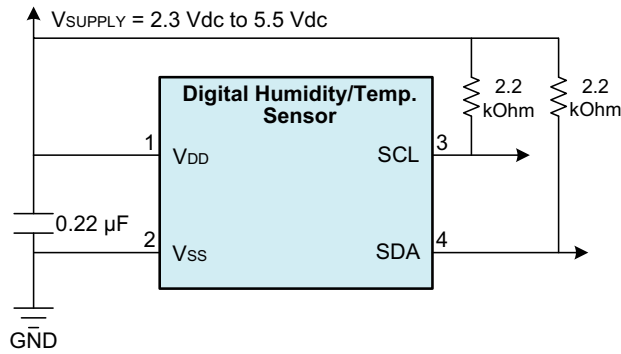 VSUPPLY = 2.3 Vdc to 5.5 Vdc
Digital Humidity/Temp.
Sensor
2.2
kOhm
2.2
kOhm
1
VDD
SCL
3
0.22 µF
2
VSS
SDA
4
GND